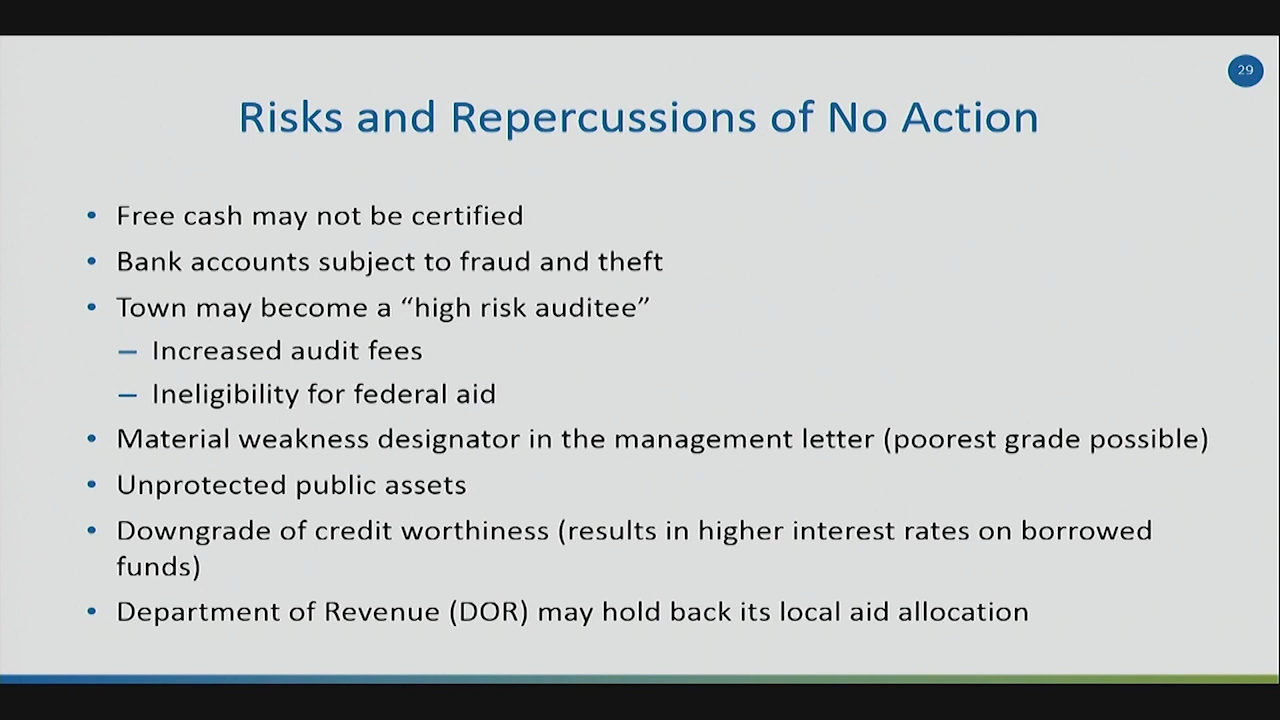 29
Risks and Repercussions of No Action
• Free cash may not be certified
• Bank accounts subject to fraud and theft
• Town may become a “high risk auditee”
– Increased audit fees
– Ineligibility for federal aid
• Material weakness designator in the management letter (poorest grade possible)
• Unprotected public assets
• Downgrade of credit worthiness (results in higher interest rates on borrowed
funds)
• Department of Revenue (DOR) may hold back its local aid allocation